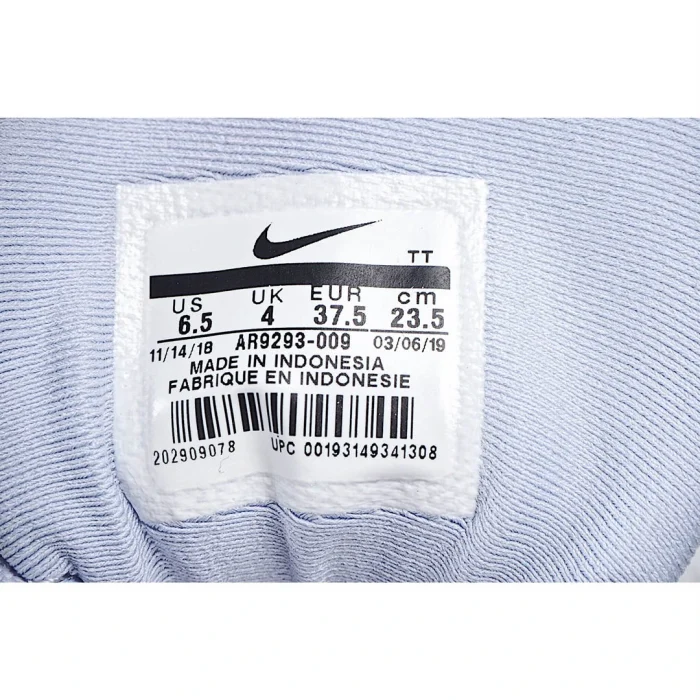 TT
US UK EUR cm
6.5 4 37.5 23.5
11/14/18 AR9293-009 03/06/19
MADE IN INDONESIA
FABRIQUE EN INDONESIE
202909078 UPC 00193149341308